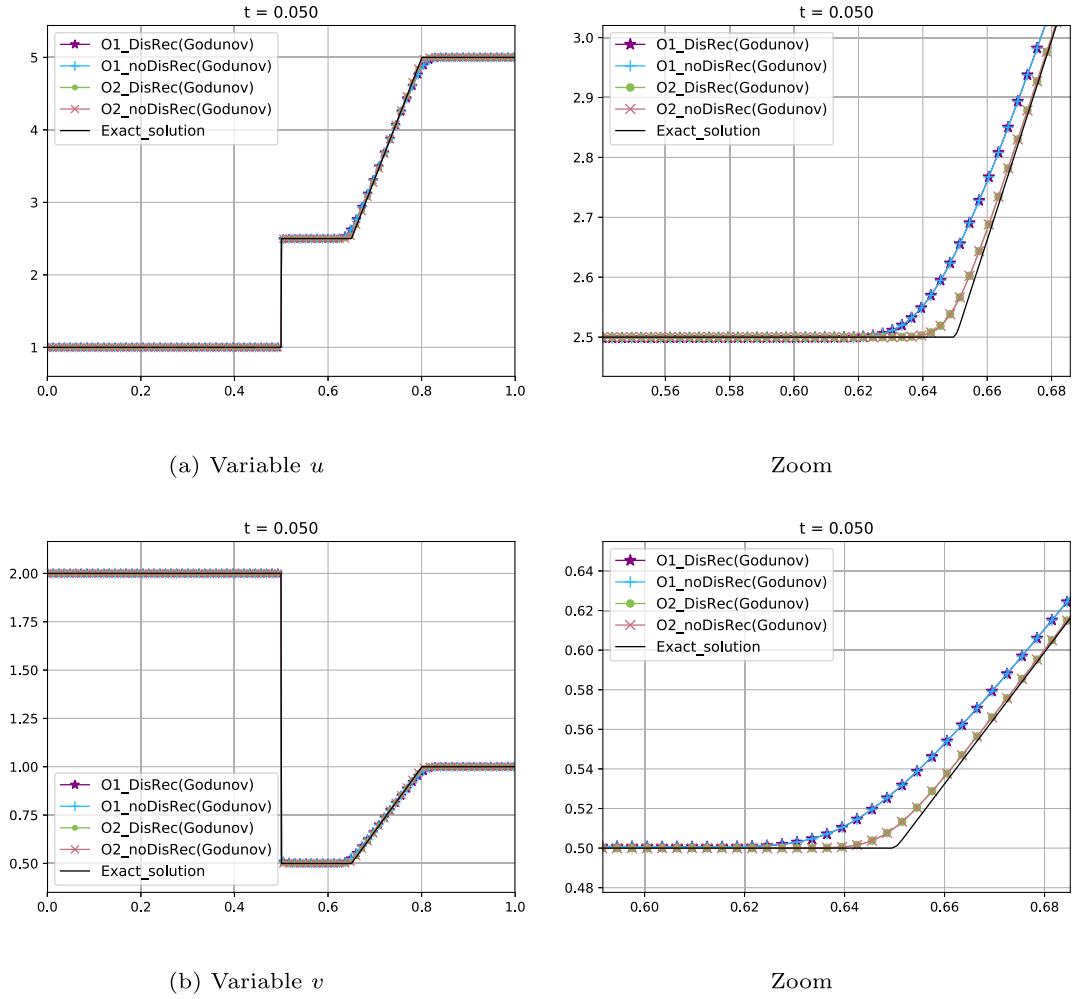 t = 0.050
O1_DisRec(Godunov)
O1_noDisRec(Godunov)
O2_DisRec(Godunov)
O2_noDisRec(Godunov)
Exact_solution
5
4
3
2
1
0.0 0.2 0.4 0.6 0.8 1.0
(a) Variable u
t = 0.050
O1_DisRec(Godunov)
O1_noDisRec(Godunov)
O2_DisRec(Godunov)
O2_noDisRec(Godunov)
Exact_solution
3.0
2.9
2.8
2.7
2.6
2.5
0.56 0.58 0.60 0.62 0.64 0.66 0.68
Zoom
t = 0.050
2.00
1.75
1.50
1.25
1.00
0.75
0.50
O1_DisRec(Godunov)
O1_noDisRec(Godunov)
O2_DisRec(Godunov)
O2_noDisRec(Godunov)
Exact_solution
0.0 0.2 0.4 0.6 0.8 1.0
(b) Variable v
t = 0.050
O1_DisRec(Godunov)
O1_noDisRec(Godunov)
O2_DisRec(Godunov)
O2_noDisRec(Godunov)
Exact_solution
0.64
0.62
0.60
0.58
0.56
0.54
0.52
0.50
0.48
0.60 0.62 0.64 0.66 0.68
Zoom